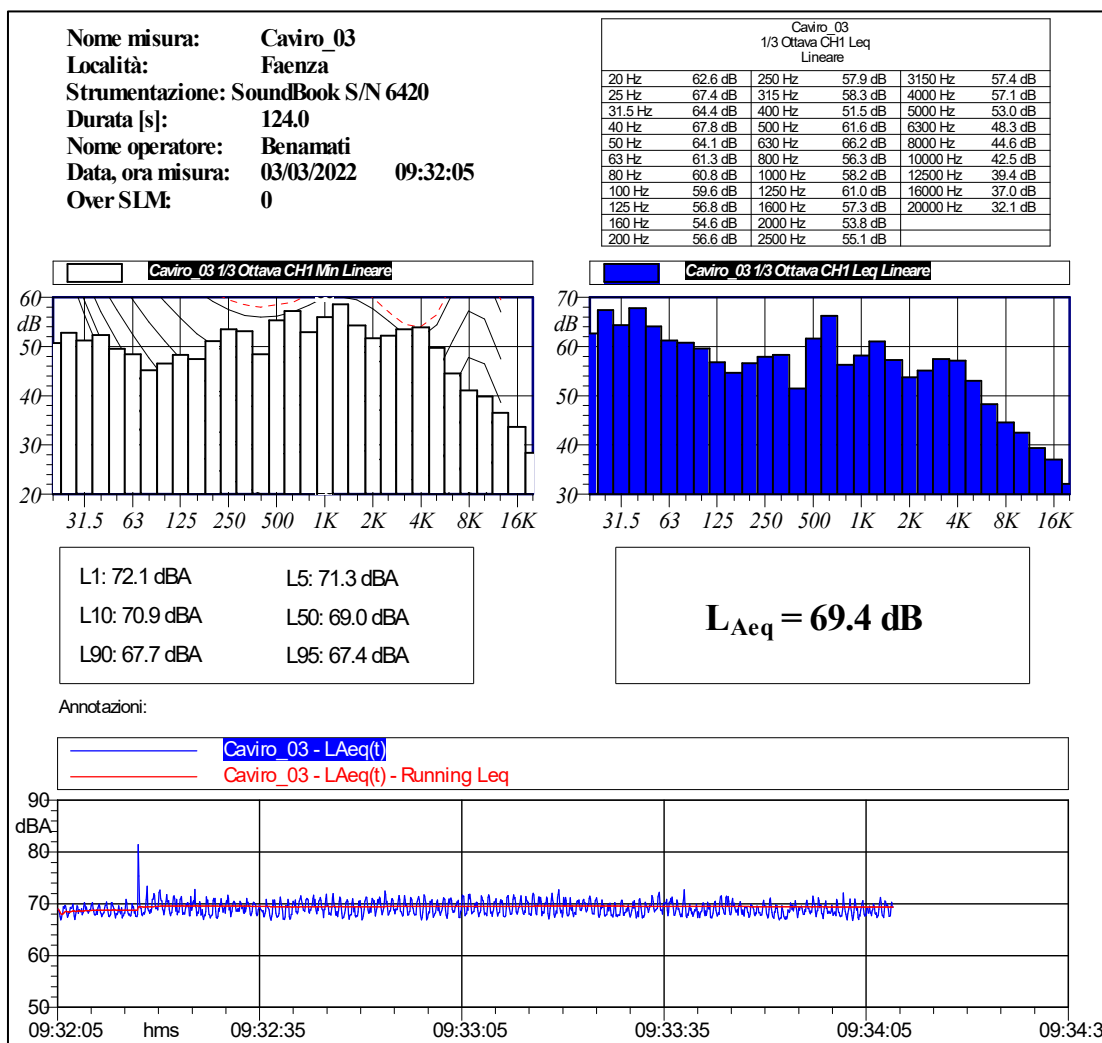 Nome misura: Caviro_03
Località: Faenza
Strumentazione: SoundBook S/N 6420
Durata [s]: 124.0
Nome operatore: Benamati
Data, ora misura: 03/03/2022 09:32:05
Over SLM: 0
Caviro_03
1/3 Ottava CH1 Leq
Lineare
20 Hz 62.6 dB 250 Hz 57.9 dB 3150 Hz 57.4 dB
25 Hz 67.4 dB 315 Hz 58.3 dB 4000 Hz 57.1 dB
31.5 Hz 64.4 dB 400 Hz 51.5 dB 5000 Hz 53.0 dB
40 Hz 67.8 dB 500 Hz 61.6 dB 6300 Hz 48.3 dB
50 Hz 64.1 dB 630 Hz 66.2 dB 8000 Hz 44.6 dB
63 Hz 61.3 dB 800 Hz 56.3 dB 10000 Hz 42.5 dB
80 Hz 60.8 dB 1000 Hz 58.2 dB 12500 Hz 39.4 dB
100 Hz 59.6 dB 1250 Hz 61.0 dB 16000 Hz 37.0 dB
125 Hz 56.8 dB 1600 Hz 57.3 dB 20000 Hz 32.1 dB
160 Hz 54.6 dB 2000 Hz 53.8 dB
200 Hz 56.6 dB 2500 Hz 55.1 dB
Caviro_03 1/3 Ottava CH1 Min Lineare
60
dB
50
40
30
20
31.5 63 125 250 500 1K 2K 4K 8K 16K
Caviro_03 1/3 Ottava CH1 Leq Lineare
70
dB
60
50
40
30
31.5 63 125 250 500 1K 2K 4K 8K 16K
L1: 72.1 dBA L5: 71.3 dBA
L10: 70.9 dBA L50: 69.0 dBA
L90: 67.7 dBA L95: 67.4 dBA
LAeq = 69.4 dB
Annotazioni:
Caviro_03 - LAeq(t)
Caviro_03 - LAeq(t) - Running Leq
90
dBA
80
70
60
50
09:32:05 hms 09:32:35 09:33:05 09:33:35 09:34:05 09:34:3